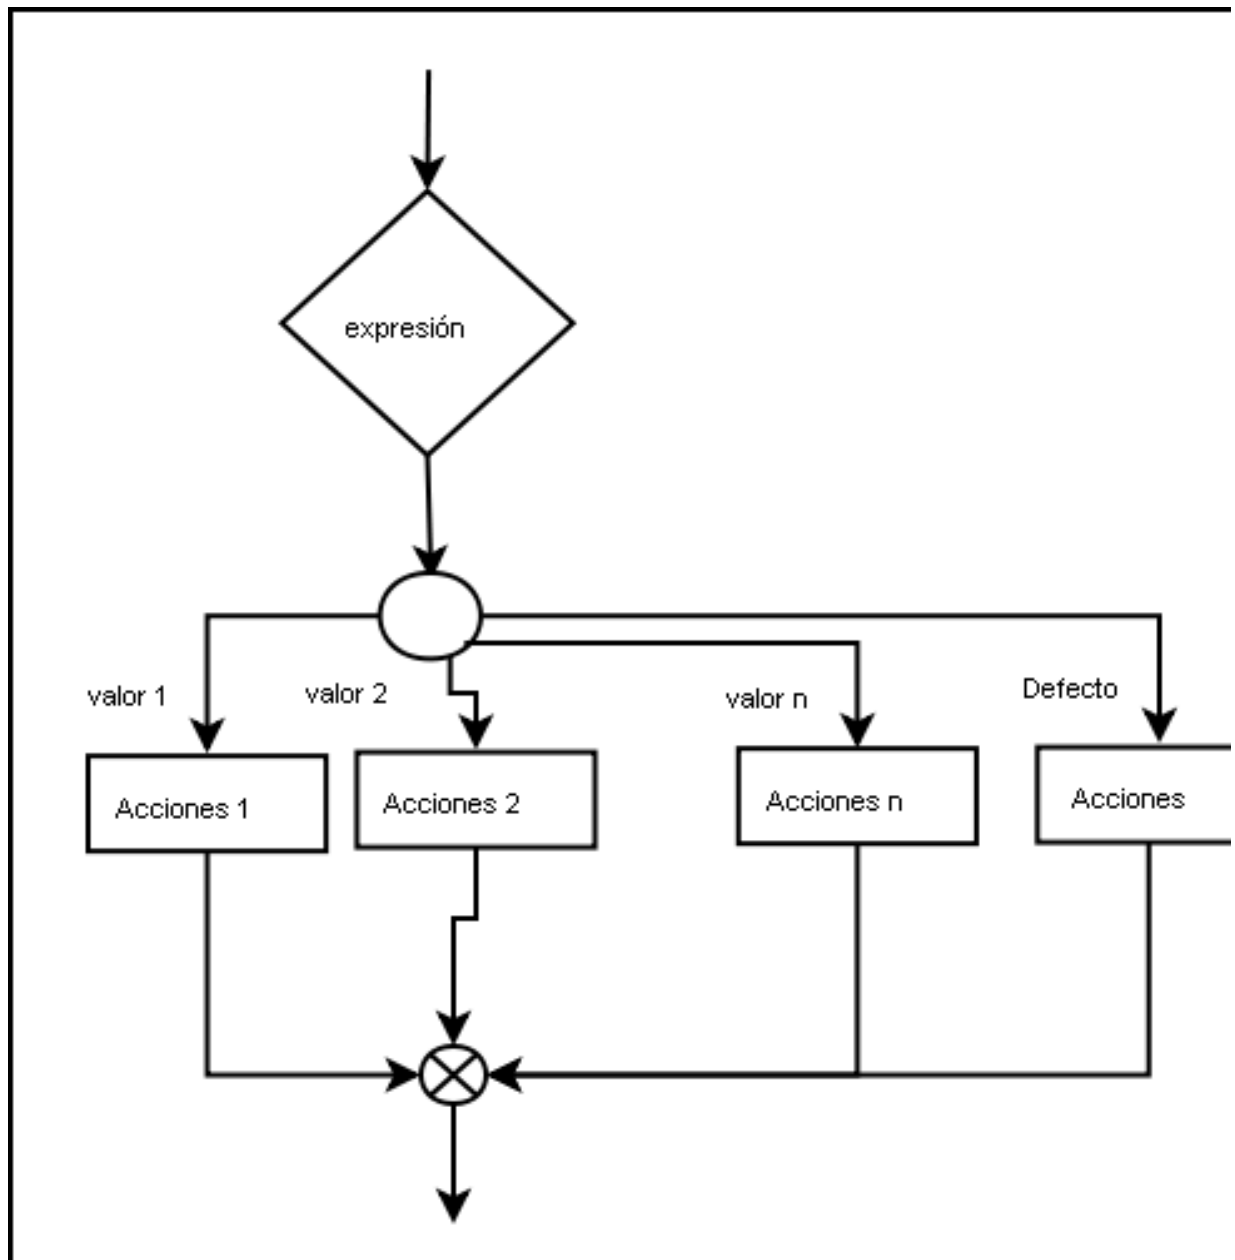 expresión
valor 1
valor 2
valor n
Defecto
Acciones 1
Acciones 2
Acciones n
Acciones